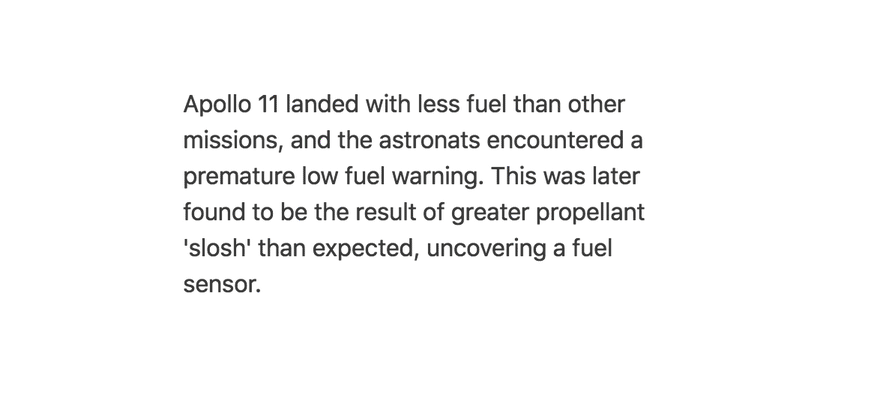 Apollo 11 landed with less fuel than other
missions, and the astronats encountered a
premature low fuel warning. This was later
found to be the result of greater propellant
'slosh' than expected, uncovering a fuel
sensor.